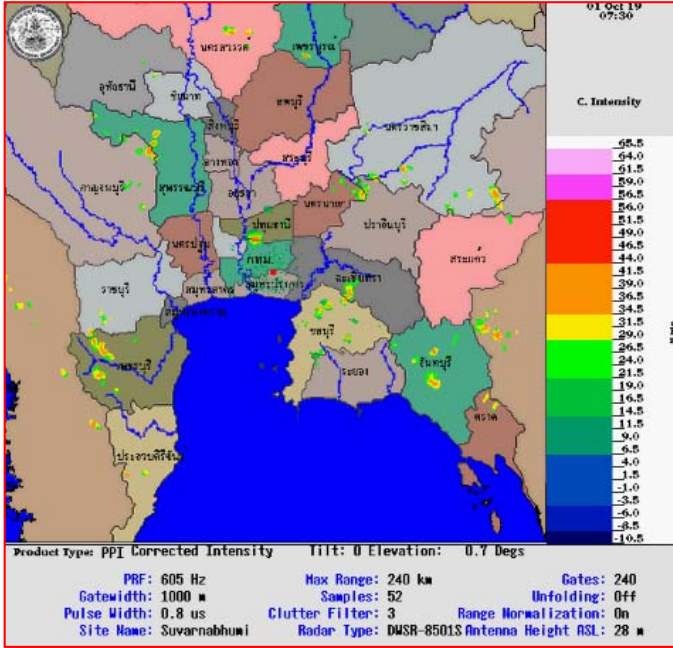 01 Oct 19
07:30
C. Intensity
นครสวรรค์
เพชรบูรณ์
อุทัยธานี
ชัยนาท
ลพบุรี
สิงหบุรี
นครราชสีมา
อ่างทอง
สระบุรี
กาญจนบุรี
สุพรรณบุรี
อยุธยา
นครนายก
ปราจีนบุรี
นครปฐม
ปทุมธานี
สระแก้ว
กทม.
ราชบุรี
สมุทรสาคร
สมุทรปราการ
ฉะเชิงเทรา
ชลบุรี
เพชรบุรี
ระยอง
จันทบุรี
ตราด
ประจวบคีรีขันธ์
65.5
64.0
61.5
59.0
56.5
56.0
51.5
49.0
46.5
44.0
41.5
39.0
36.5
34.5
31.5
29.0
26.5
24.0
21.5
19.0
16.5
14.5
11.5
9.0
6.5
4.0
1.5
-1.0
-3.5
-6.0
-8.5
-10.5
Product Type: PPI Corrected Intensity Tilt: 0 Elevation: 0.7 Degs
PRF: 605 Hz Max Range: 240 km Gates: 240
Gatewidth: 1000 m Samples: 52 Unfolding: Off
Pulse Width: 0.8 us Clutter Filter: 3 Range Normalization: On
Site Name: Suvarnabhumi Radar Type: DWSR-8501S Antenna Height ASL: 28 m